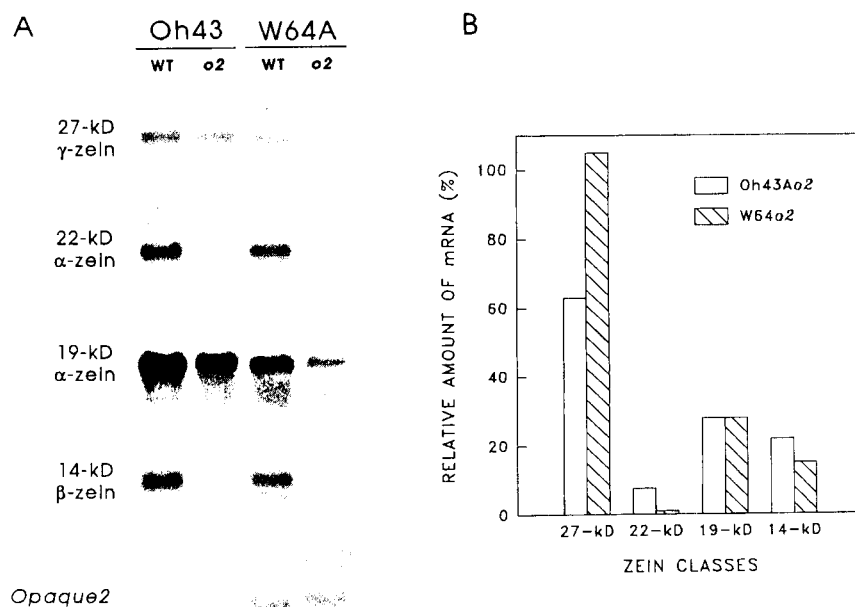 A
Oh43 W64A
WT o2 WT o2
27-kD
γ-zein
22-kD
α-zein
19-kD
α-zein
14-kD
β-zein
Opaque2
B
RELATIVE AMOUNT OF mRNA (%)
100
80
60
40
20
0
Oh43Ao2
W64o2
27-kD 22-kD 19-kD 14-kD
ZEIN CLASSES